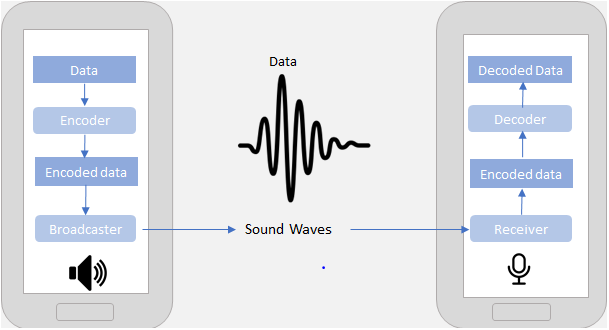 Data
Encoder
Encoded data
Broadcaster
Data
Sound Waves
Decoded Data
Decoder
Encoded data
Receiver